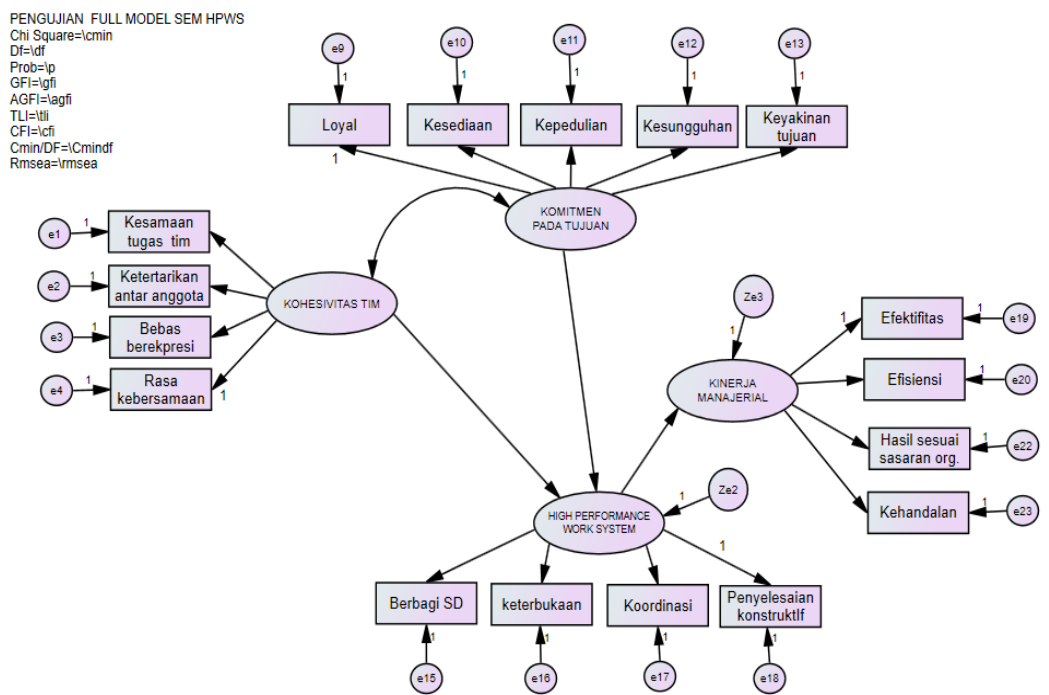 PENGUJIAN FULL MODEL SEM HPWS
Chi Square=\cmin
Df=\df
Prob=\p
GFI=\gfi
AGFI=\agfi
TLI=\tli
CFI=\cfi
Cmin/DF=\Cmindf
Rmsea=\rmsea
e9
e10
e11
e12
e13
1
1
1
1
1
Loyal
Kesediaan
Kepedulian
Kesungguhan
Keyakinan
tujuan
1
KOMITMEN
PADA TUJUAN
e1
1
Kesamaan
tugas tim
e2
1
Ketertarikan
antar anggota
e3
1
Bebas
berekpresi
e4
1
Rasa
kebersamaan
1
KOHESIVITAS TIM
Ze3
1
KINERJA
MANAJERIAL
1
Efektifitas
1
e19
Efisiensi
1
e20
Hasil sesuai
sasaran org.
1
e22
Kehandalan
1
e23
Ze2
1
HIGH PERFORMANCE
WORK SYSTEM
1
Berbagi SD
keterbukaan
Koordinasi
Penyelesaian
konstruktIf
1
1
1
1
e15
e16
e17
e18